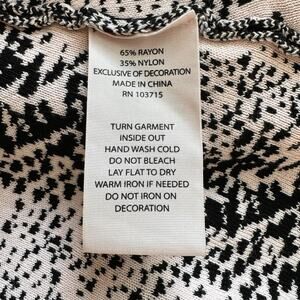 65% RAYON
35% NYLON
EXCLUSIVE OF DECORATION
MADE IN CHINA
RN 103715
TURN GARMENT
INSIDE OUT
HAND WASH COLD
DO NOT BLEACH
LAY FLAT TO DRY
WARM IRON IF NEEDED
DO NOT IRON ON
DECORATION